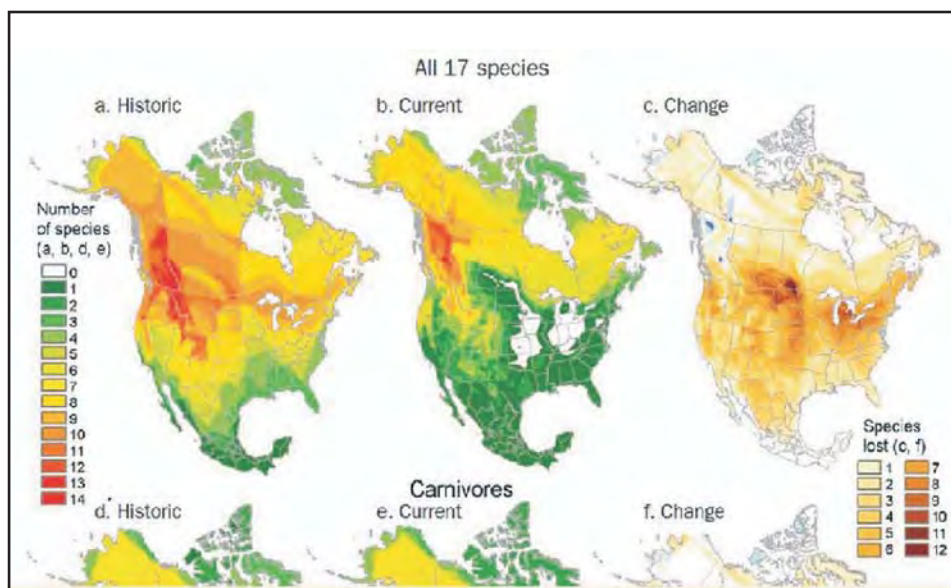 All 17 species
a. Historic
b. Current
c. Change
Number
of species
(a, b, d, e)
0
1
2
3
4
5
6
7
8
9
10
11
12
13
14
Species
lost (c, f)
1 7
2 8
3 9
4 10
5 11
6 12
Carnivores
d. Historic
e. Current
f. Change